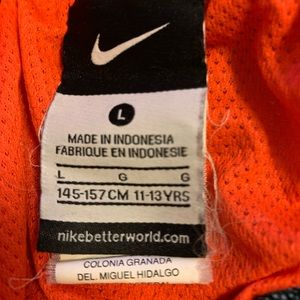 L
MADE IN INDONESIA
FABRIQUE EN INDONESIE
L G G
145-157CM 11-13YRS
nikebetterworld.com
COLONIA GRANADA
DEL. MIGUEL HIDALGO